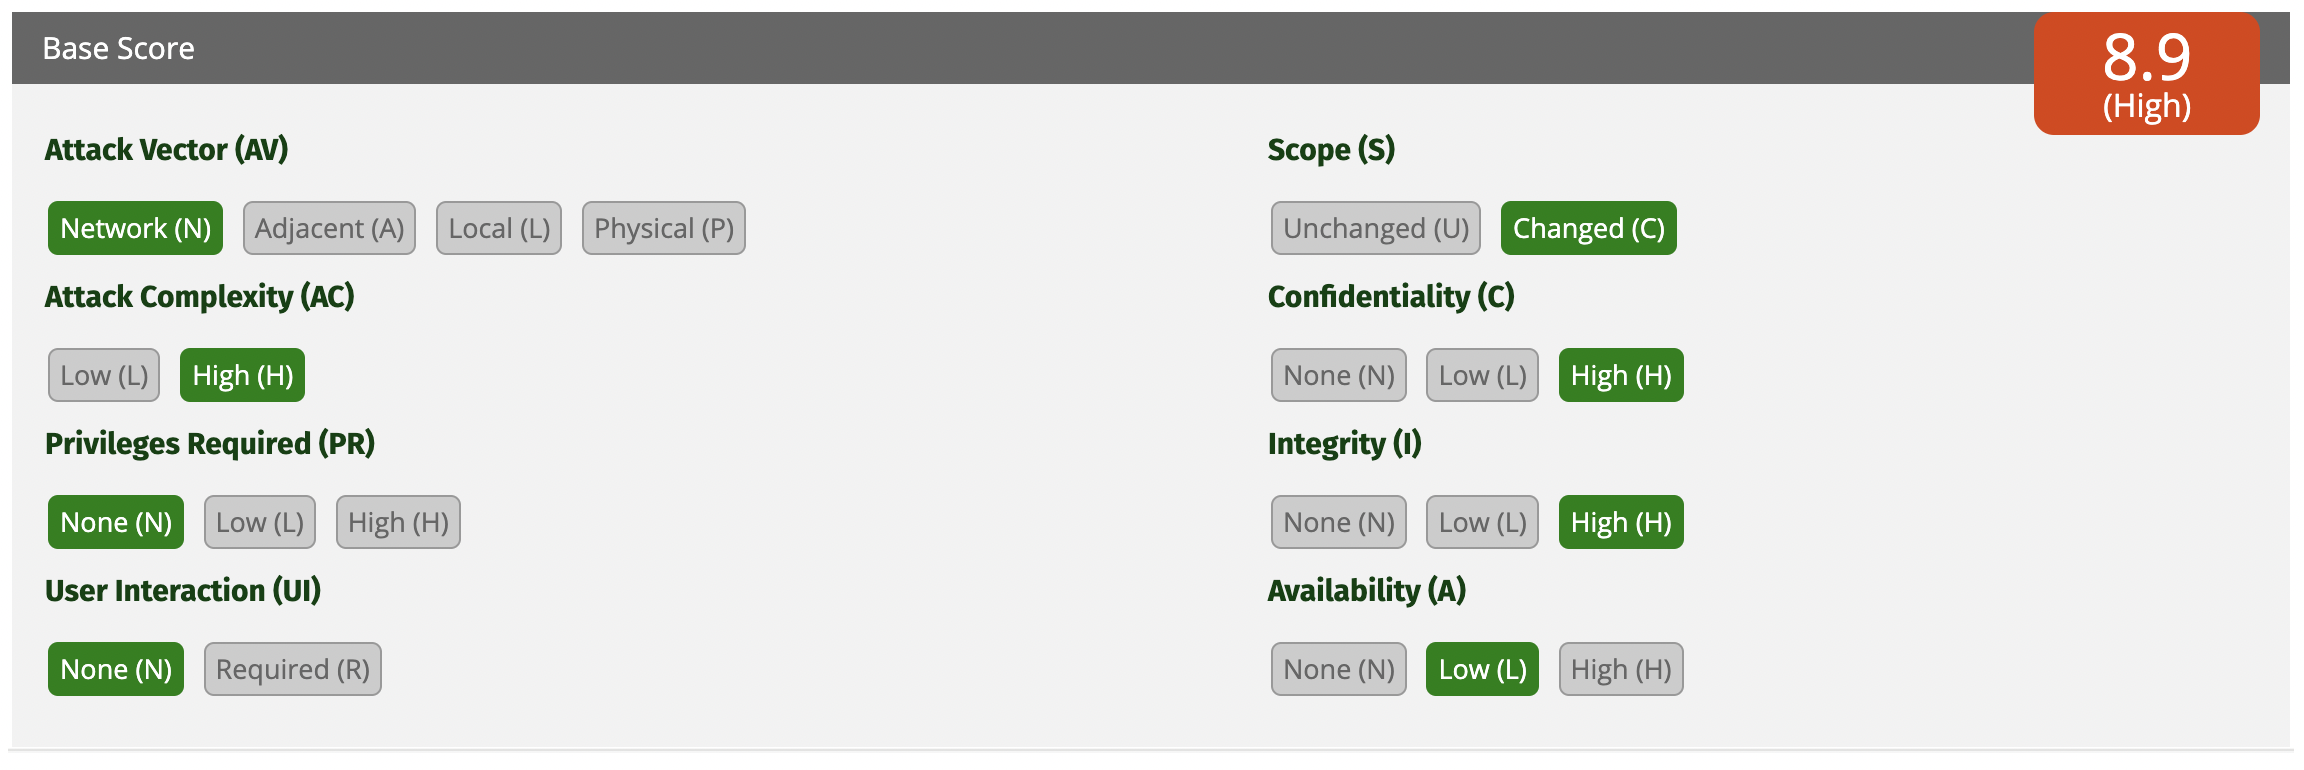 Base Score
8.9
(High)
Attack Vector (AV)
Network (N) Adjacent (A) Local (L) Physical (P)
Attack Complexity (AC)
Low (L) High (H)
Privileges Required (PR)
None (N) Low (L) High (H)
User Interaction (UI)
None (N) Required (R)
Scope (S)
Unchanged (U) Changed (C)
Confidentiality (C)
None (N) Low (L) High (H)
Integrity (I)
None (N) Low (L) High (H)
Availability (A)
None (N) Low (L) High (H)